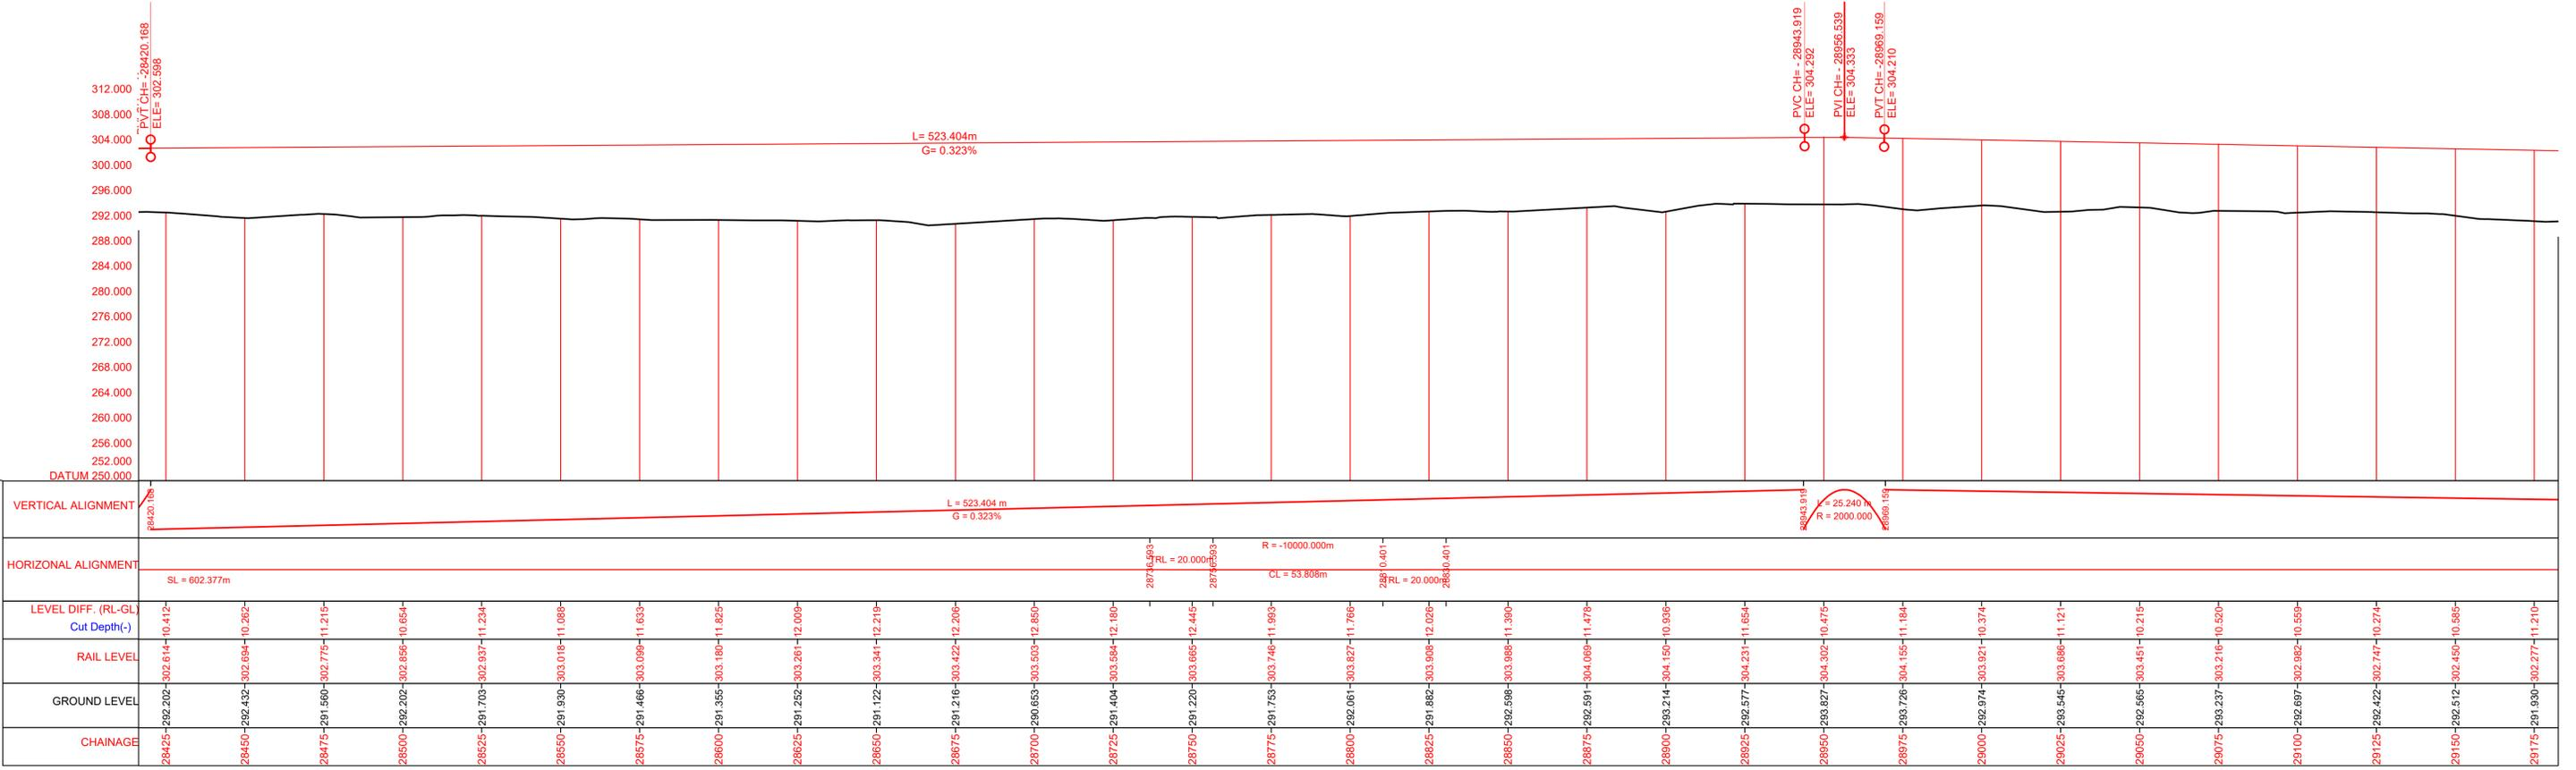 PVT CH= -28420.168
ELE= 302.598
PVC CH= - 28943.919
ELE= 304.292
PVI CH= - 28956.539
ELE= 304.333
PVT CH= -28969.159
ELE= 304.210
312.000
308.000
304.000
300.000
296.000
292.000
288.000
284.000
280.000
276.000
272.000
268.000
264.000
260.000
256.000
252.000
DATUM 250.000
L= 523.404m
G= 0.323%
VERTICAL ALIGNMENT
28420.168
L = 523.404 m
G = 0.323%
28943.919
L = 25.240 m
R = 2000.000
28969.159
HORIZONAL ALIGNMENT
SL = 602.377m
28736.593
TRL = 20.000m
28756.593
R = -10000.000m
CL = 53.808m
28810.401
TRL = 20.000m
28830.401
LEVEL DIFF. (RL-GL)
Cut Depth(-)
10.412 10.262 11.215 10.654 11.234 11.088 11.633 11.825 12.009 12.219 12.206 12.850 12.180 12.445 11.993 11.766 12.026 11.390 11.478 10.936 11.654 10.475 11.184 10.374 11.121 10.215 10.520 10.559 10.274 10.585 11.210
RAIL LEVEL
302.614 302.694 302.775 302.856 302.937 303.018 303.099 303.180 303.261 303.341 303.422 303.503 303.584 303.665 303.746 303.827 303.908 303.988 304.069 304.150 304.231 304.302 304.155 303.921 303.686 303.451 303.216 302.982 302.747 302.450 302.277
GROUND LEVEL
292.202 292.432 291.560 292.202 291.703 291.930 291.466 291.355 291.252 291.122 291.216 290.653 291.404 291.220 291.753 292.061 291.882 292.598 292.591 293.214 292.577 293.827 293.726 292.974 293.545 292.565 293.237 292.697 292.422 292.512 291.930
CHAINAGE
28425 28450 28475 28500 28525 28550 28575 28600 28625 28650 28675 28700 28725 28750 28775 28800 28825 28850 28875 28900 28925 28950 28975 29000 29025 29050 29075 29100 29125 29150 29175